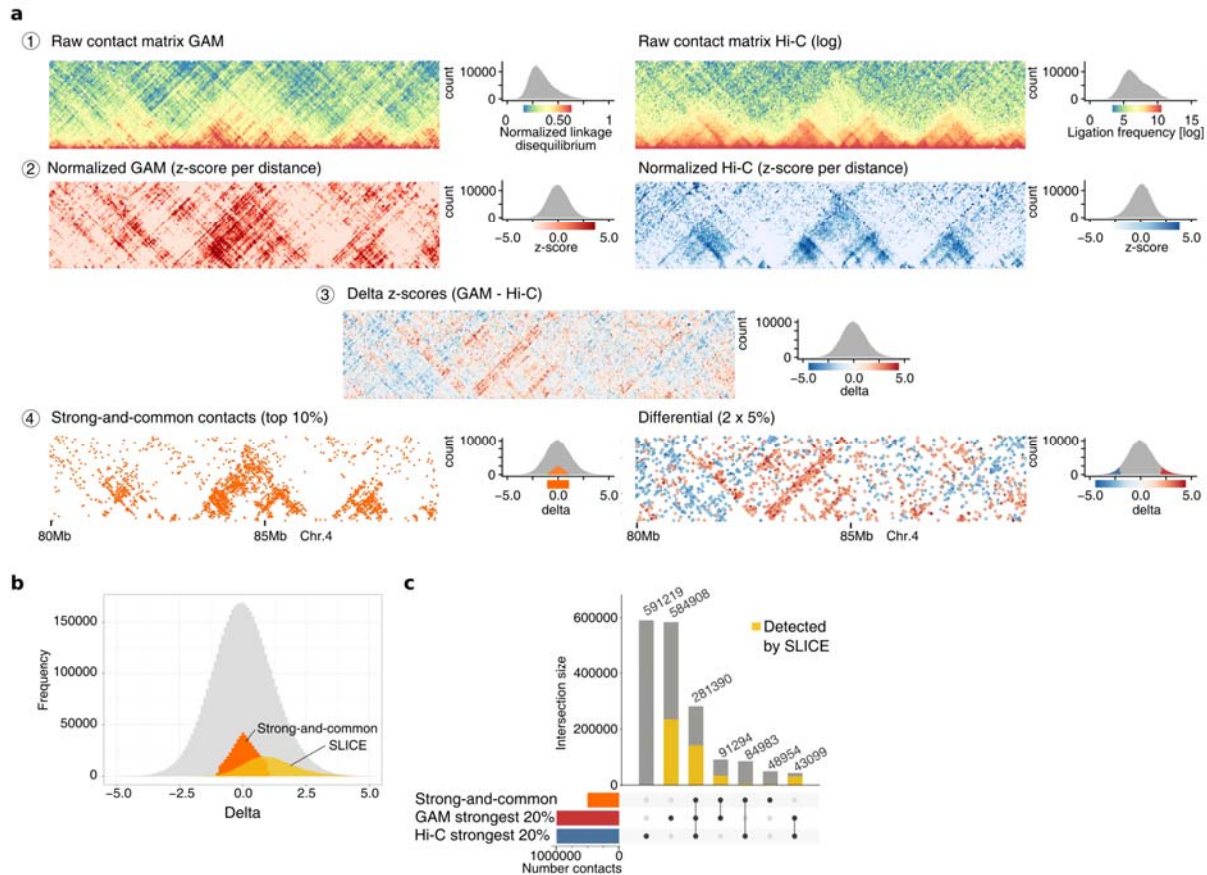 a
1 Raw contact matrix GAM
count
10000
0
0 0.50 1
Normalized linkage
disequilibrium
Raw contact matrix Hi-C (log)
count
10000
0
0 5 10 15
Ligation frequency [log]
2 Normalized GAM (z-score per distance)
count
10000
0
−5.0 0.0 5.0
z-score
Normalized Hi-C (z-score per distance)
count
10000
0
−5.0 0.0 5.0
z-score
3 Delta z-scores (GAM - Hi-C)
count
10000
0
−5.0 0.0 5.0
delta
4 Strong-and-common contacts (top 10%)
count
10000
0
−5.0 0.0 5.0
delta
80Mb 85Mb Chr.4
Differential (2 x 5%)
count
10000
0
−5.0 0.0 5.0
delta
80Mb 85Mb Chr.4
b
Frequency
150000
100000
50000
0
Strong-and-common
SLICE
−5.0 −2.5 0.0 2.5 5.0
Delta
c
Intersection size
600000
400000
200000
0
591219
584908
281390
91294
84983
48954
43099
Detected
by SLICE
Strong-and-common
GAM strongest 20%
Hi-C strongest 20%
1000000 0
Number contacts